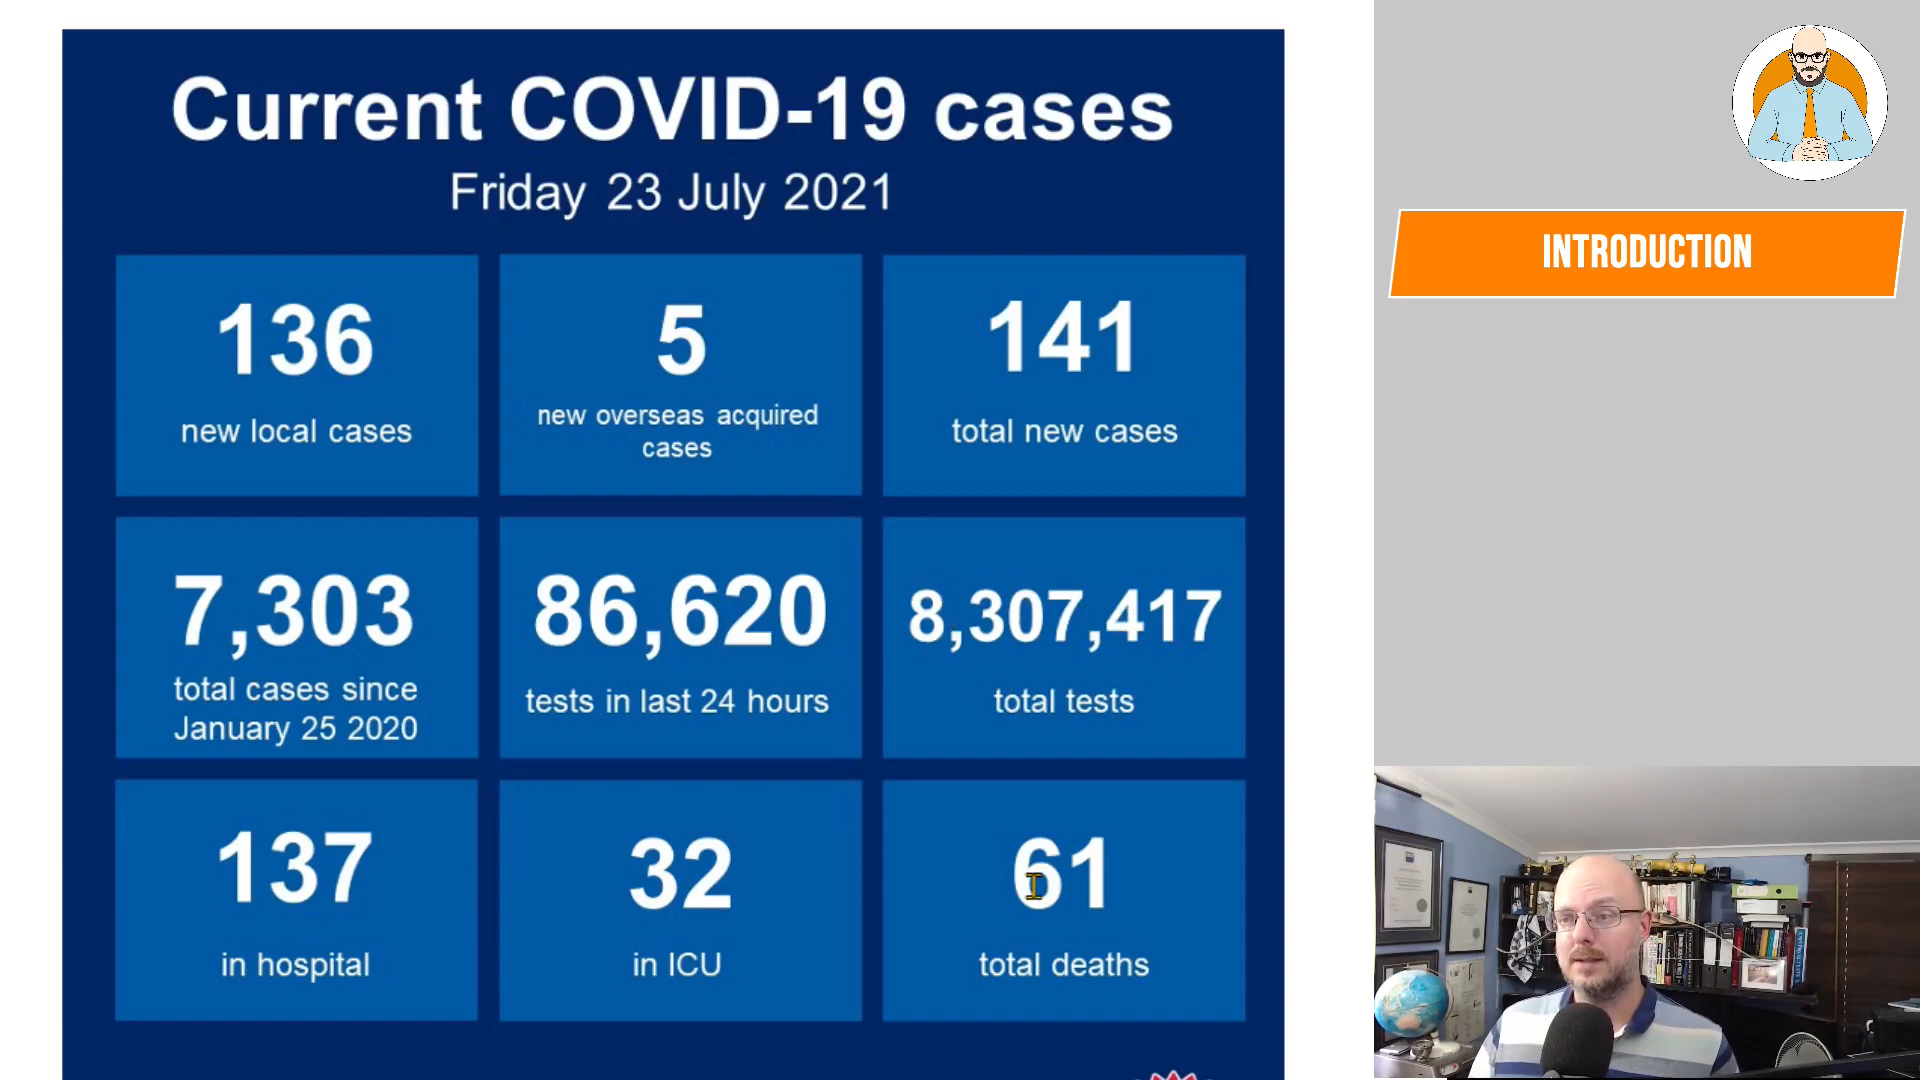 Current COVID-19 cases
Friday 23 July 2021
136
new local cases
5
new overseas acquired
cases
141
total new cases
7,303
total cases since
January 25 2020
86,620
tests in last 24 hours
8,307,417
total tests
137
in hospital
32
in ICU
61
total deaths
INTRODUCTION